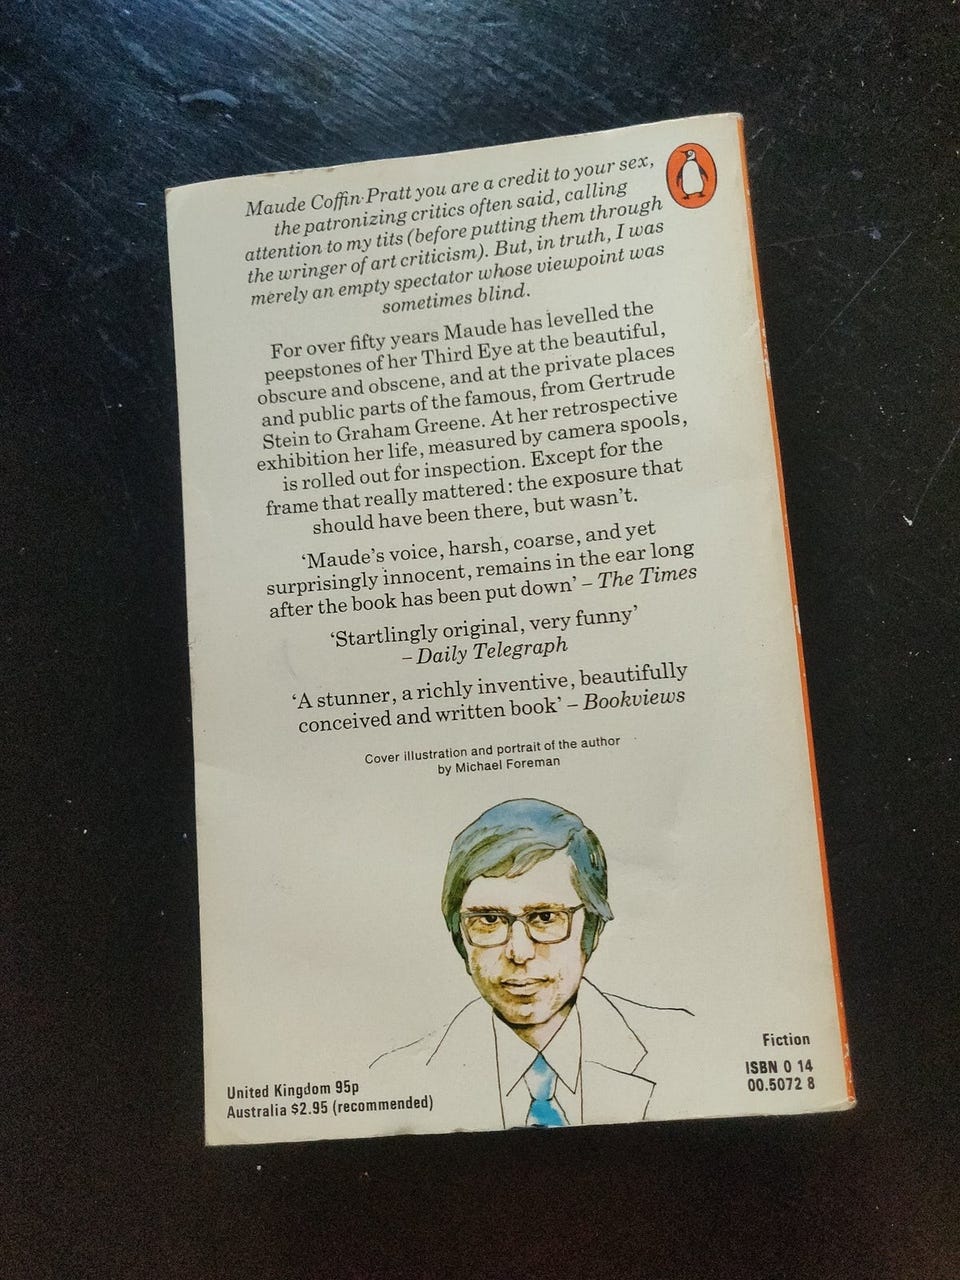 Maude Coffin-Pratt you are a credit to your sex,
the patronizing critics often said, calling
attention to my tits (before putting them through
the wringer of art criticism). But, in truth, I was
merely an empty spectator whose viewpoint was
sometimes blind.
For over fifty years Maude has levelled the
peepstones of her Third Eye at the beautiful,
obscure and obscene, and at the private places
and public parts of the famous, from Gertrude
Stein to Graham Greene. At her retrospective
exhibition her life, measured by camera spools,
is rolled out for inspection. Except for the
frame that really mattered: the exposure that
should have been there, but wasn't.
‘Maude’s voice, harsh, coarse, and yet
surprisingly innocent, remains in the ear long
after the book has been put down’ – The Times
‘Startlingly original, very funny’
– Daily Telegraph
‘A stunner, a richly inventive, beautifully
conceived and written book’ – Bookviews
Cover illustration and portrait of the author
by Michael Foreman
United Kingdom 95p
Australia $2.95 (recommended)
Fiction
ISBN 0 14
00.5072 8